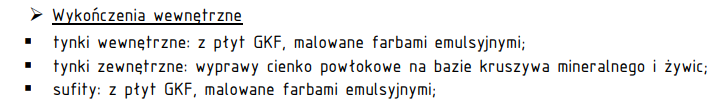 ➢ Wykończenia wewnętrzne
▪ tynki wewnętrzne: z płyt GKF, malowane farbami emulsyjnymi;
▪ tynki zewnętrzne: wyprawy cienko powłokowe na bazie kruszywa mineralnego i żywic;
▪ sufity: z płyt GKF, malowane farbami emulsyjnymi;